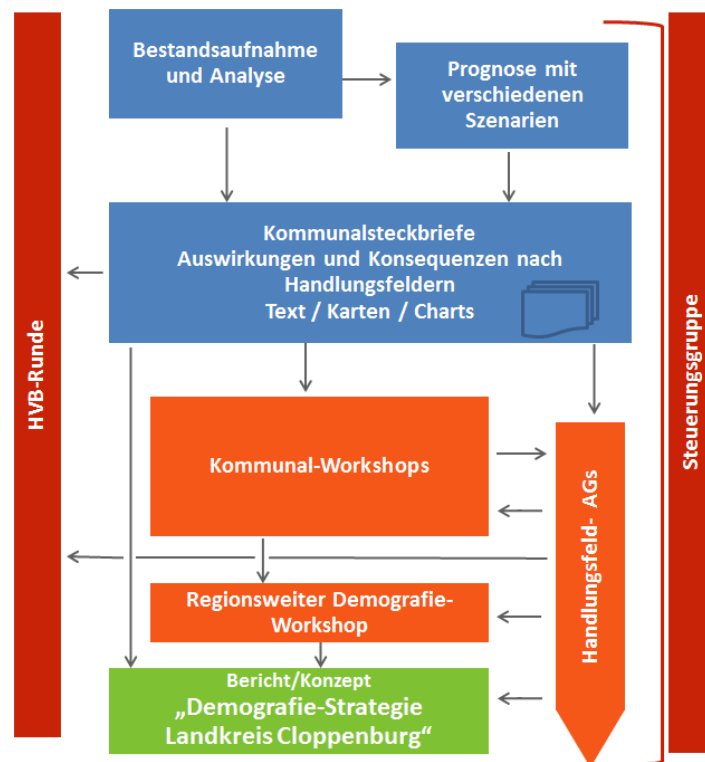 Bestandsaufnahme
und Analyse
Prognose mit
verschiedenen
Szenarien
Kommunalsteckbriefe
Auswirkungen und Konsequenzen nach
Handlungsfeldern
Text / Karten / Charts
HVB-Runde
Steuerungsgruppe
Kommunal-Workshops
Handlungsfeld- AGs
Regionsweiter Demografie-
Workshop
Bericht/Konzept
„Demografie-Strategie
Landkreis Cloppenburg“